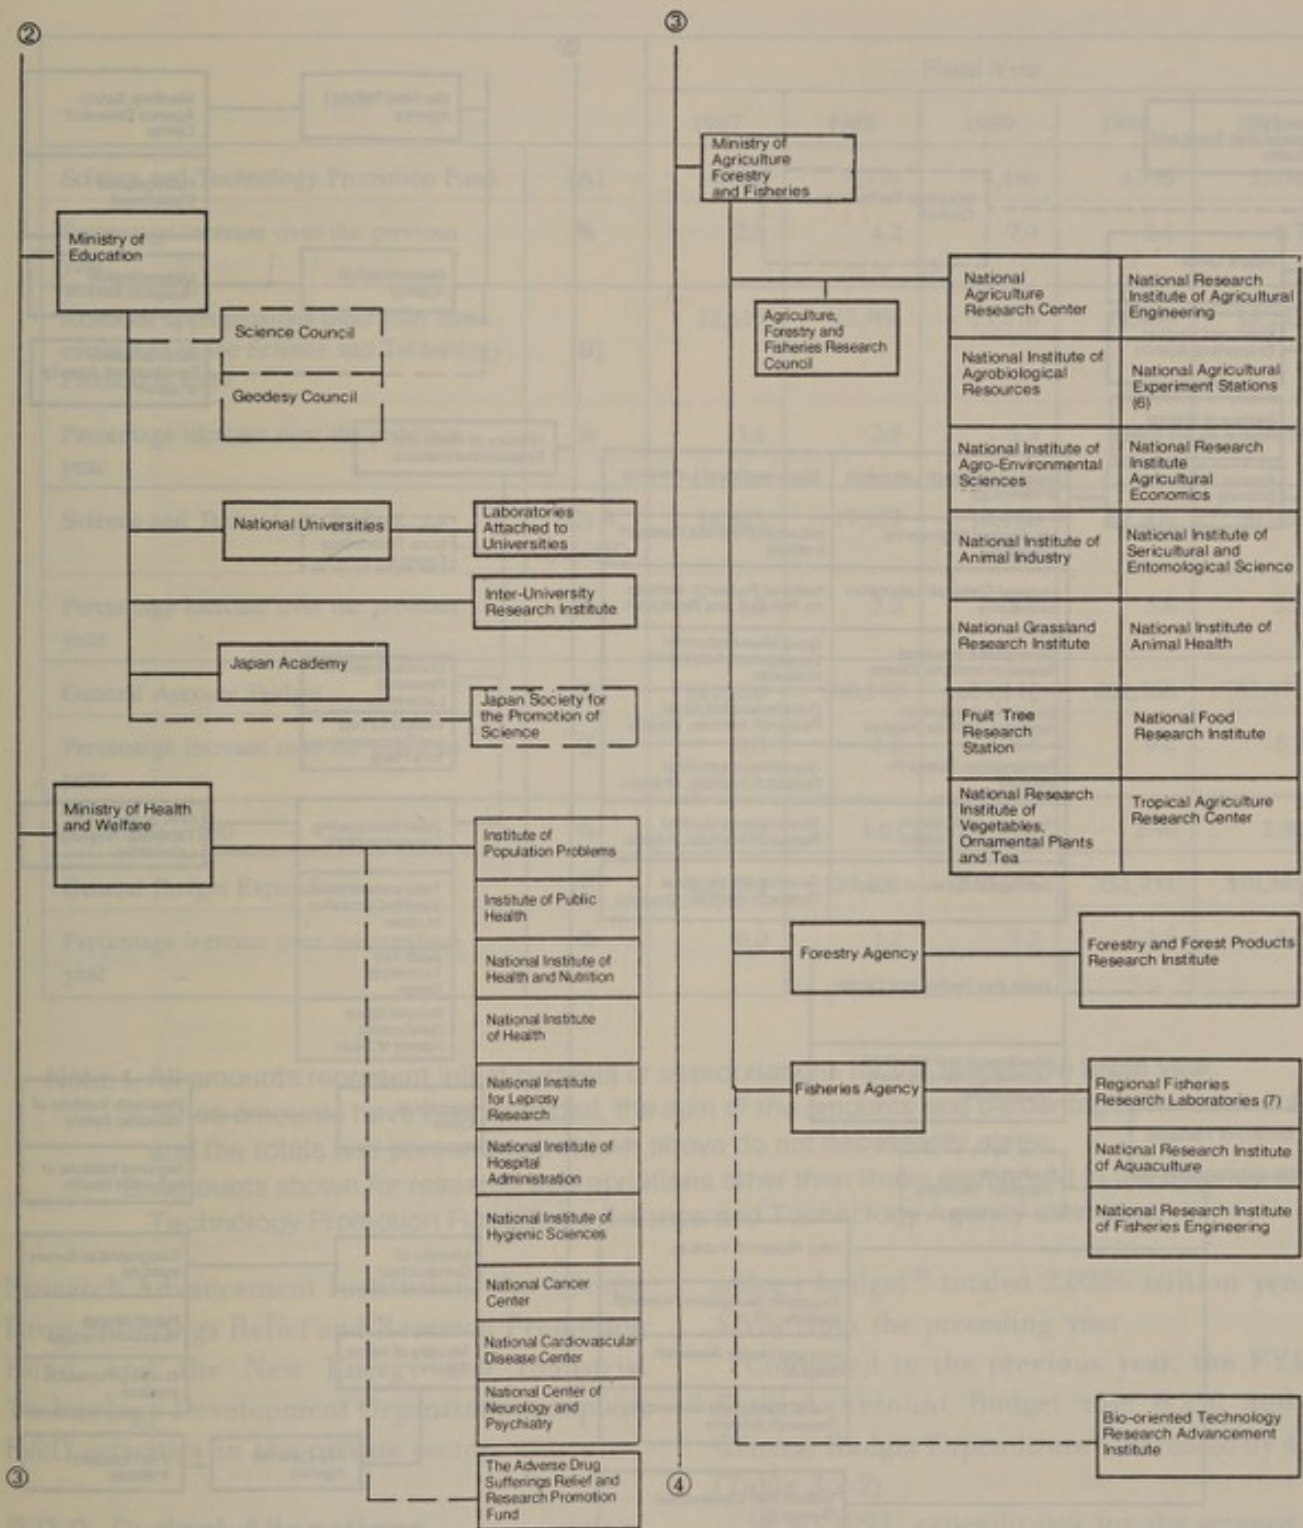 ②
Ministry of
Education
Science Council
Geodesy Council
National Universities
Laboratories
Attached to
Universities
Inter-University
Research Institute
Japan Academy
Japan Society for
the Promotion of
Science
Ministry of Health
and Welfare
Institute of
Population Problems
Institute of Public
Health
National Institute of
Health and Nutrition
National Institute
of Health
National Institute
for Leprosy
Research
National Institute of
Hospital
Administration
National Institute of
Hygienic Sciences
National Cancer
Center
National Cardiovascular
Disease Center
National Center of
Neurology and
Psychiatry
The Adverse Drug
Sufferings Relief and
Research Promotion
Fund
③
③
Ministry of
Agriculture
Forestry
and Fisheries
Agriculture,
Forestry and
Fisheries Research
Council
National
Agriculture
Research Center
National Research
Institute of Agricultural
Engineering
National Institute of
Agrobiological
Resources
National Agricultural
Experiment Stations
(6)
National Institute of
Agro-Environmental
Sciences
National Research
Institute
Agricultural
Economics
National Institute of
Animal Industry
National Institute of
Sericultural and
Entomological Science
National Grassland
Research Institute
National Institute of
Animal Health
Fruit Tree
Research
Station
National Food
Research Institute
National Research
Institute of
Vegetables,
Ornamental Plants
and Tea
Tropical Agriculture
Research Center
Forestry Agency
Forestry and Forest Products
Research Institute
Fisheries Agency
Regional Fisheries
Research Laboratories (7)
National Research Institute
of Aquaculture
National Research Institute
of Fisheries Engineering
Bio-oriented Technology
Research Advancement
Institute
④